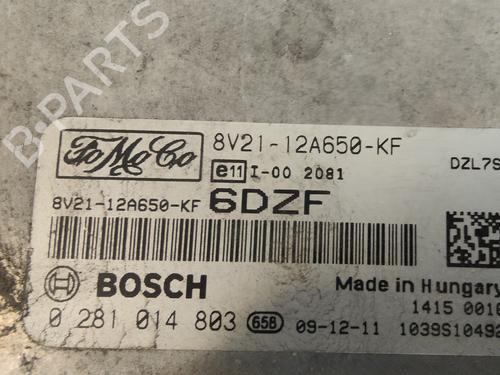 B-PARTS
FoMoCo
8V21-12A650-KF
e11 I-00 2081
DZL7S
8V21-12A650-KF 6DZF
BOSCH
Made in Hungary
1415 001
0 281 014 803 658 09-12-11 1039S10492